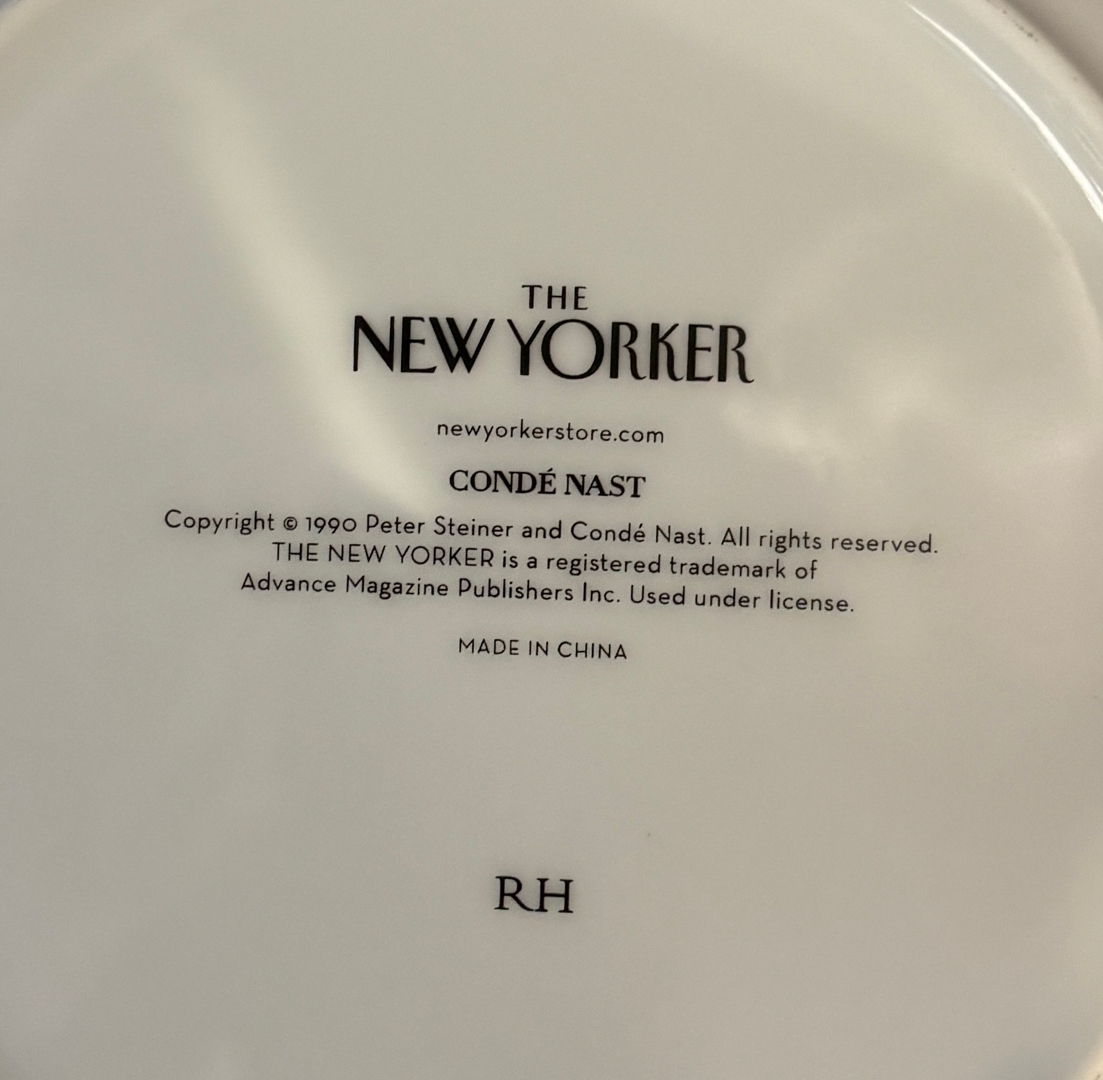 THE
NEW YORKER
newyorkerstore.com
CONDÉ NAST
Copyright © 1990 Peter Steiner and Condé Nast. All rights reserved.
THE NEW YORKER is a registered trademark of
Advance Magazine Publishers Inc. Used under license.
MADE IN CHINA
RH